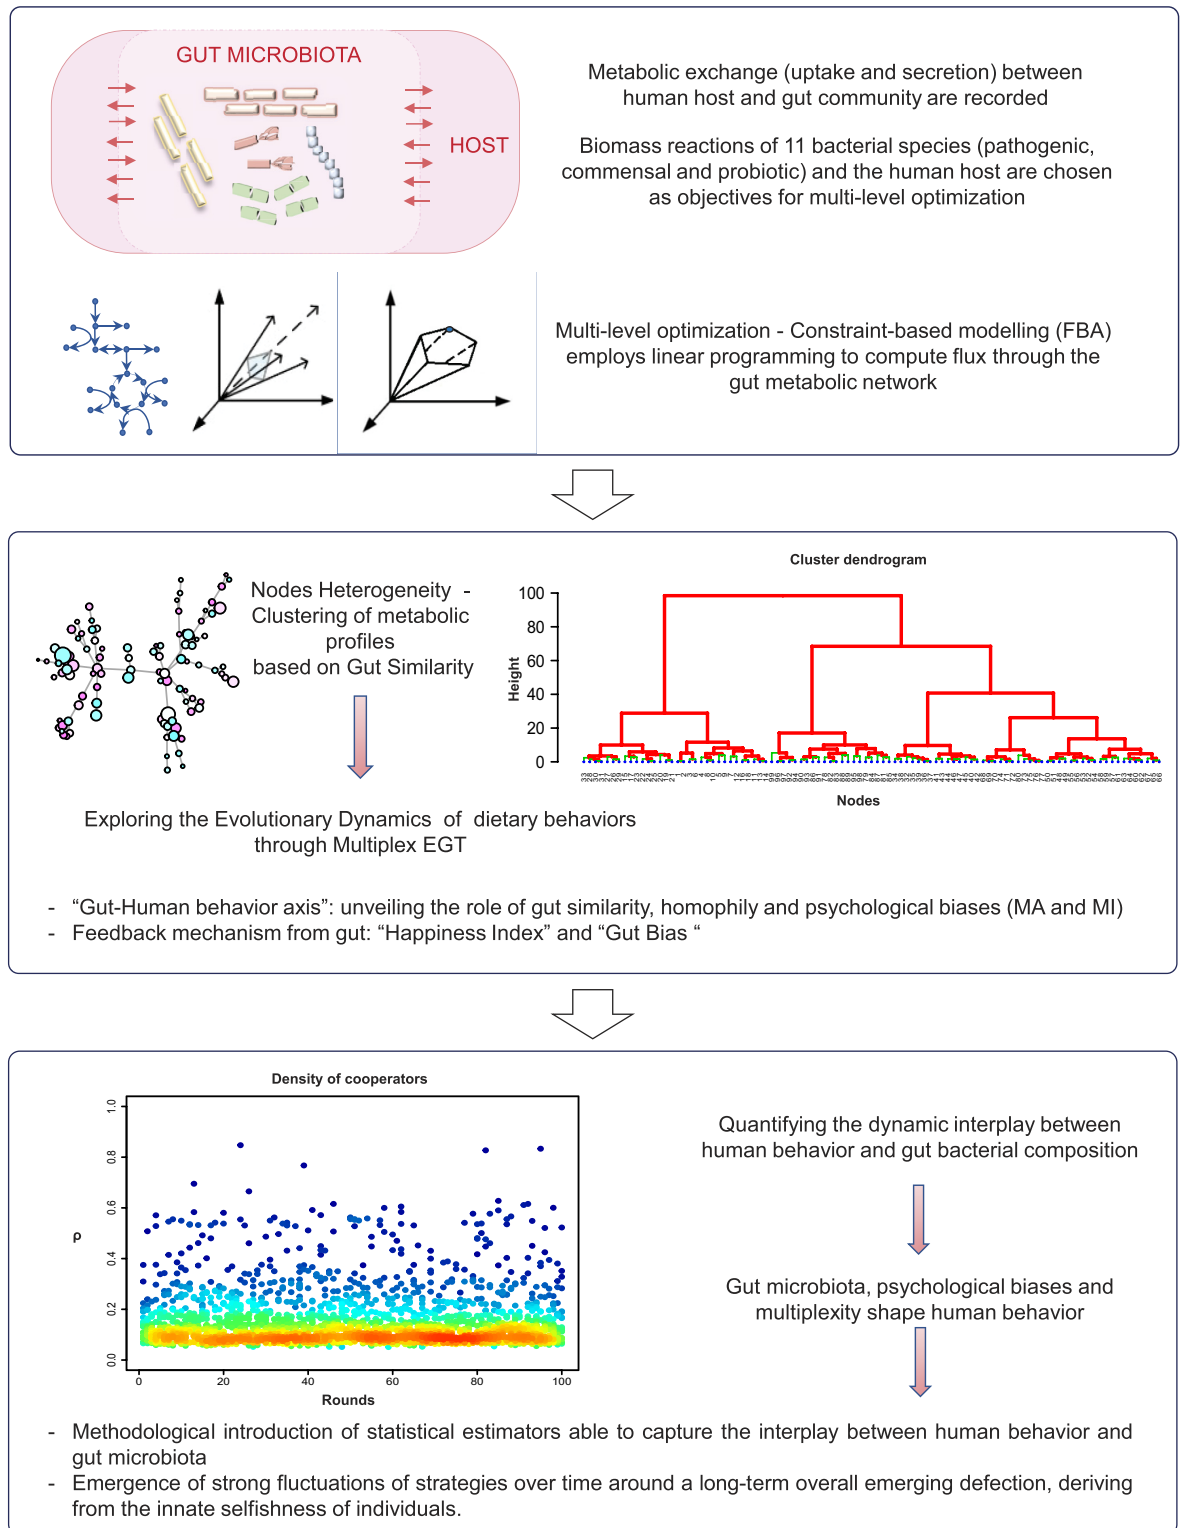 GUT MICROBIOTA
HOST
Metabolic exchange (uptake and secretion) between
human host and gut community are recorded
Biomass reactions of 11 bacterial species (pathogenic,
commensal and probiotic) and the human host are chosen
as objectives for multi-level optimization
Multi-level optimization - Constraint-based modelling (FBA)
employs linear programming to compute flux through the
gut metabolic network
Nodes Heterogeneity -
Clustering of metabolic
profiles
based on Gut Similarity
Cluster dendrogram
Height
100
80
60
40
20
0
Nodes
Exploring the Evolutionary Dynamics of dietary behaviors
through Multiplex EGT
- “Gut-Human behavior axis”: unveiling the role of gut similarity, homophily and psychological biases (MA and MI)
- Feedback mechanism from gut: “Happiness Index” and “Gut Bias “
Density of cooperators
ρ
1.0
0.8
0.6
0.4
0.2
0.0
0 20 40 60 80 100
Rounds
Quantifying the dynamic interplay between
human behavior and gut bacterial composition
Gut microbiota, psychological biases and
multiplexity shape human behavior
- Methodological introduction of statistical estimators able to capture the interplay between human behavior and
gut microbiota
- Emergence of strong fluctuations of strategies over time around a long-term overall emerging defection, deriving
from the innate selfishness of individuals.